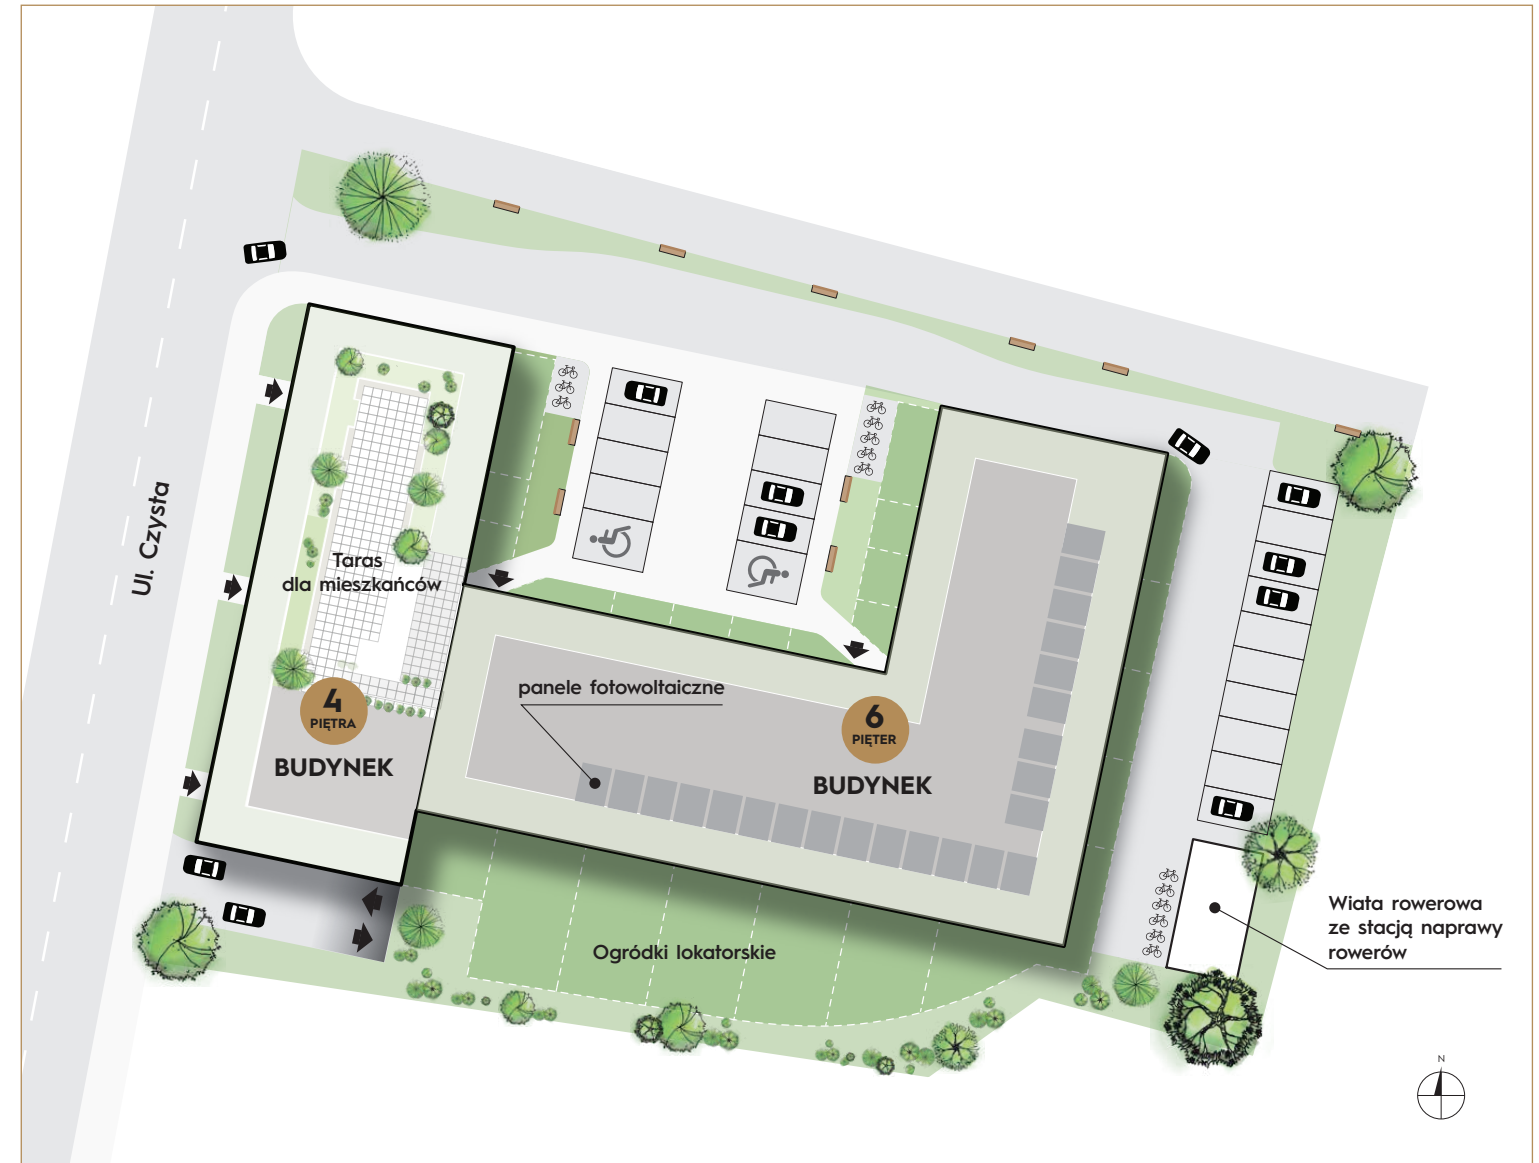 Ul. Czysta
Taras
dla mieszkańców
4
PIĘTRA
BUDYNEK
panele fotowoltaiczne
6
PIĘTER
BUDYNEK
Ogródki lokatorskie
Wiata rowerowa
ze stacją naprawy
rowerów
N